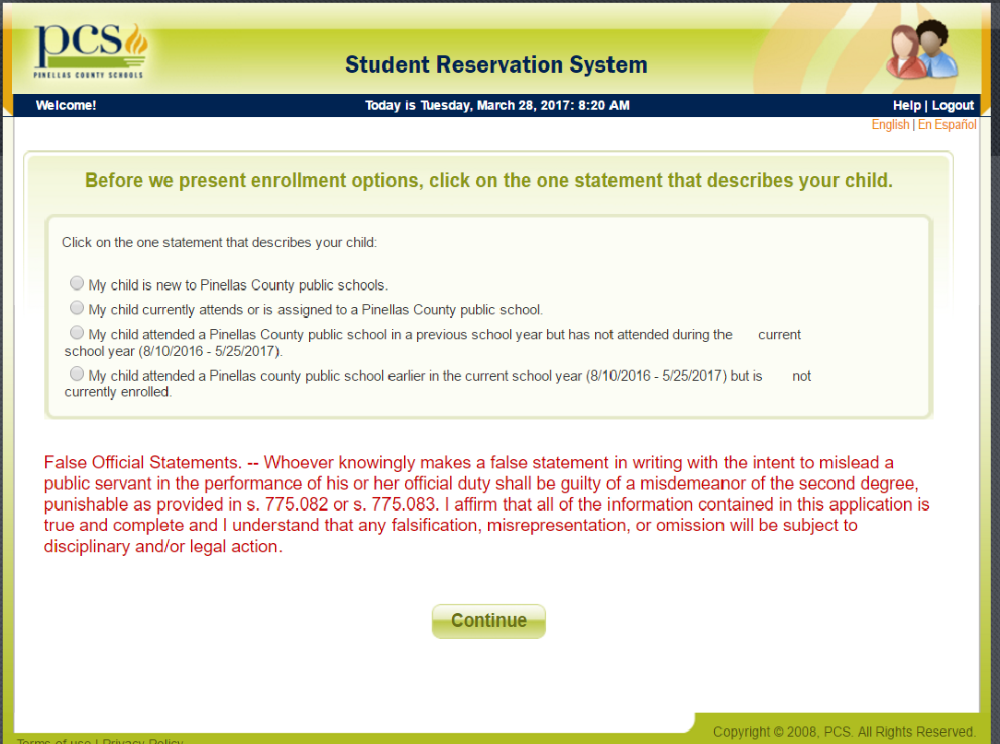 pcs
PINELLAS COUNTY SCHOOLS
Student Reservation System
Welcome!
Today is Tuesday, March 28, 2017: 8:20 AM
Help | Logout
English | En Español
Before we present enrollment options, click on the one statement that describes your child.
Click on the one statement that describes your child:
My child is new to Pinellas County public schools.
My child currently attends or is assigned to a Pinellas County public school.
My child attended a Pinellas County public school in a previous school year but has not attended during the current
school year (8/10/2016 - 5/25/2017).
My child attended a Pinellas county public school earlier in the current school year (8/10/2016 - 5/25/2017) but is not
currently enrolled.
False Official Statements. -- Whoever knowingly makes a false statement in writing with the intent to mislead a
public servant in the performance of his or her official duty shall be guilty of a misdemeanor of the second degree,
punishable as provided in s. 775.082 or s. 775.083. I affirm that all of the information contained in this application is
true and complete and I understand that any falsification, misrepresentation, or omission will be subject to
disciplinary and/or legal action.
Continue
Copyright © 2008, PCS. All Rights Reserved.
Terms of use | Privacy Policy